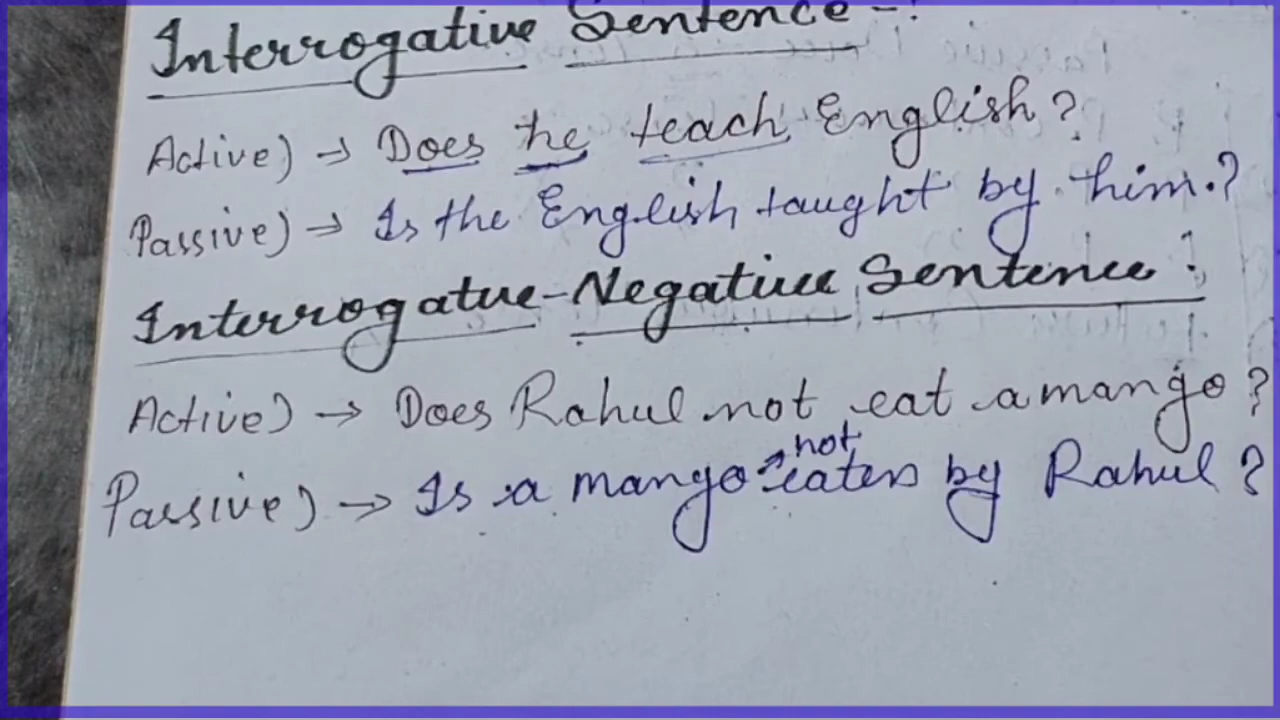 Interrogative Sentence -:
Active) → Does he teach English?
Passive) → Is the English taught by him.?
Interrogatue-Negative Sentence :
Active) → Does Rahul not eat a mango?
not
Passive) → Is a mango eaten by Rahul?